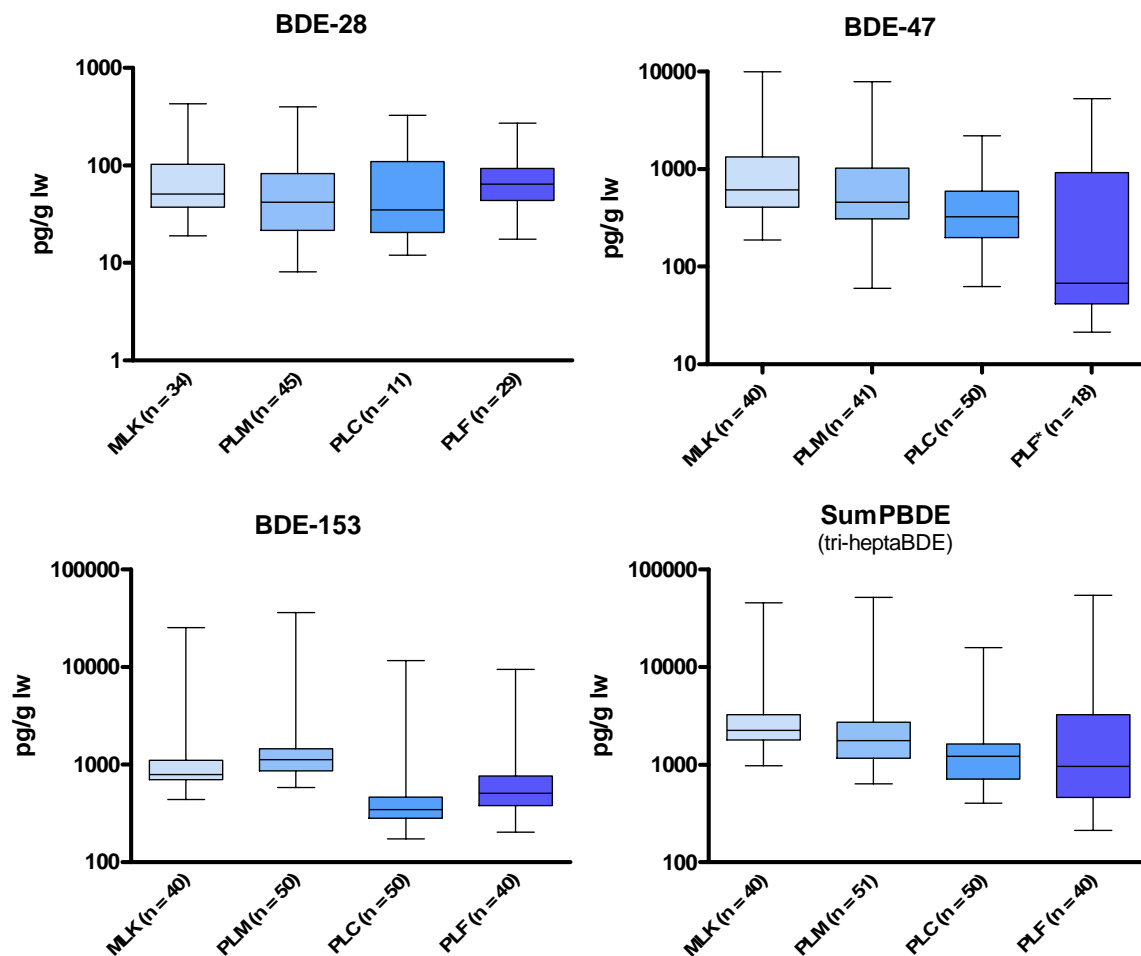 BDE-28
pg/g lw
1000
100
10
1
MLK (n = 34)
PLM (n = 45)
PLC (n = 11)
PLF (n = 29)
BDE-47
pg/g lw
10000
1000
100
10
MLK (n = 40)
PLM (n = 41)
PLC (n = 50)
PLF* (n = 18)
BDE-153
pg/g lw
100000
10000
1000
100
MLK (n = 40)
PLM (n = 50)
PLC (n = 50)
PLF (n = 40)
SumPBDE
(tri-heptaBDE)
pg/g lw
100000
10000
1000
100
MLK (n = 40)
PLM (n = 51)
PLC (n = 50)
PLF (n = 40)